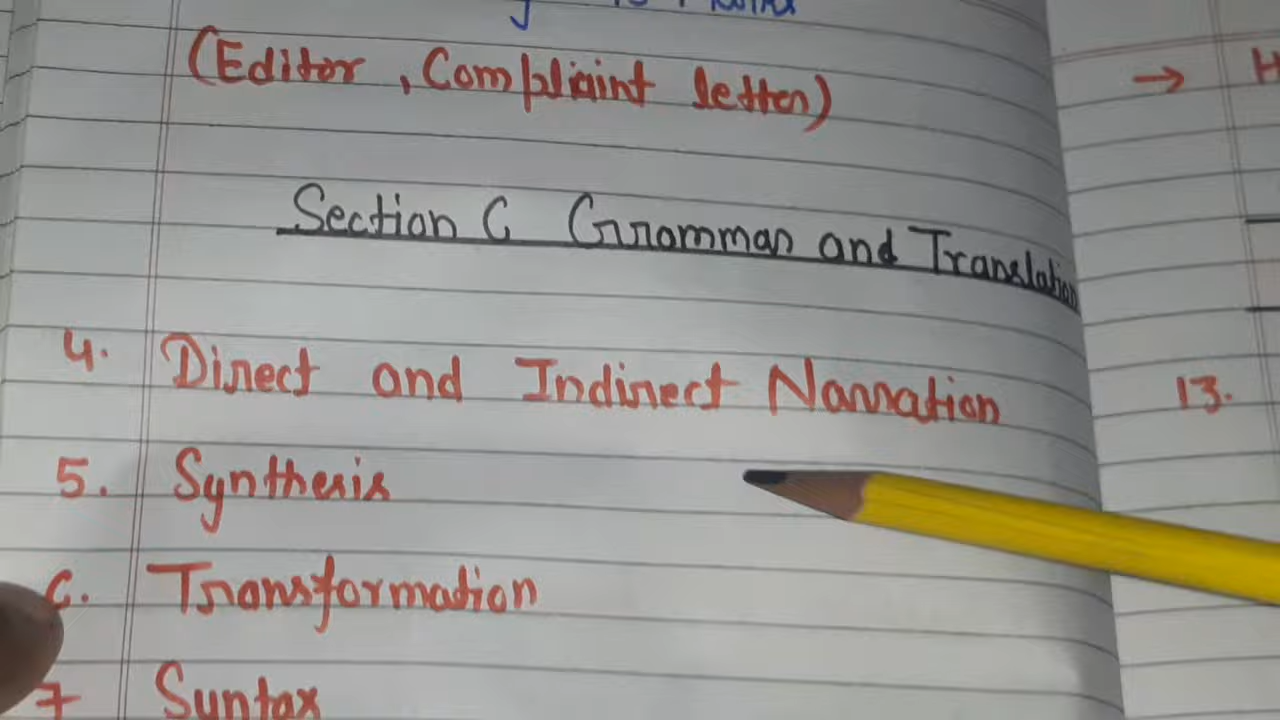 (Editor, Complaint letter)
Section C Grammar and Translation
4. Direct and Indirect Narration
5. Synthesis
6. Transformation
7 Syntax
→ H
13.